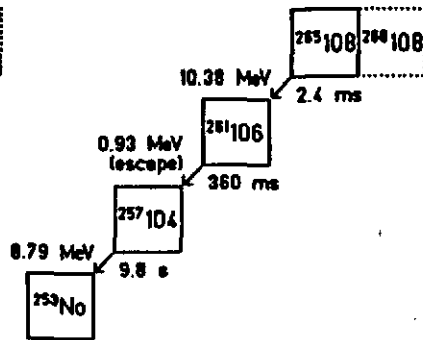 ²⁶⁵108 ²⁶⁶108
10.38 MeV
2.4 ms
²⁶¹106
0.93 MeV
(escape)
360 ms
²⁵⁷104
8.79 MeV
9.8 s
²⁵³No